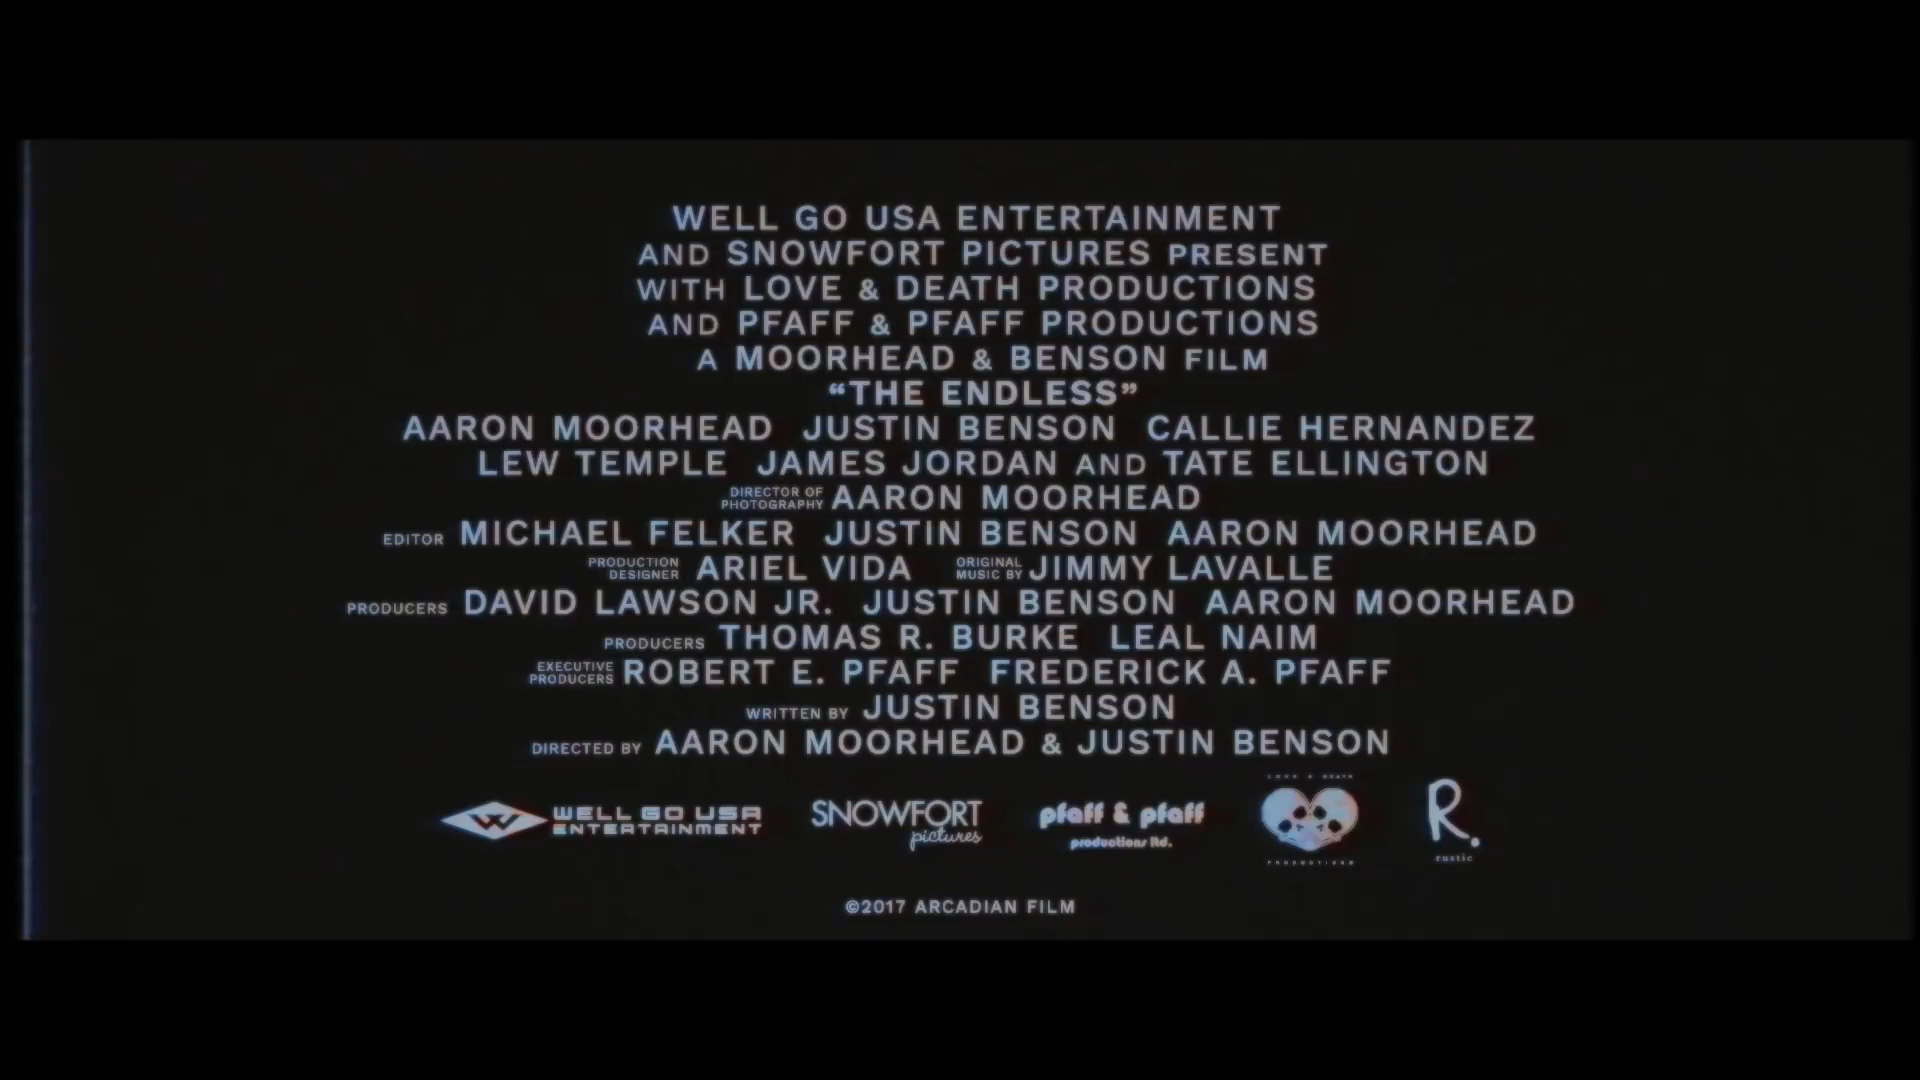 WELL GO USA ENTERTAINMENT
AND SNOWFORT PICTURES PRESENT
WITH LOVE & DEATH PRODUCTIONS
AND PFAFF & PFAFF PRODUCTIONS
A MOORHEAD & BENSON FILM
“THE ENDLESS”
AARON MOORHEAD JUSTIN BENSON CALLIE HERNANDEZ
LEW TEMPLE JAMES JORDAN AND TATE ELLINGTON
DIRECTOR OF PHOTOGRAPHY AARON MOORHEAD
EDITOR MICHAEL FELKER JUSTIN BENSON AARON MOORHEAD
PRODUCTION DESIGNER ARIEL VIDA ORIGINAL MUSIC BY JIMMY LAVALLE
PRODUCERS DAVID LAWSON JR. JUSTIN BENSON AARON MOORHEAD
PRODUCERS THOMAS R. BURKE LEAL NAIM
EXECUTIVE PRODUCERS ROBERT E. PFAFF FREDERICK A. PFAFF
WRITTEN BY JUSTIN BENSON
DIRECTED BY AARON MOORHEAD & JUSTIN BENSON
WELL GO USA
ENTERTAINMENT
SNOWFORT
pictures
pfaff & pfaff
productions ltd.
LOVE & DEATH
PRODUCTIONS
R.
rustic
©2017 ARCADIAN FILM